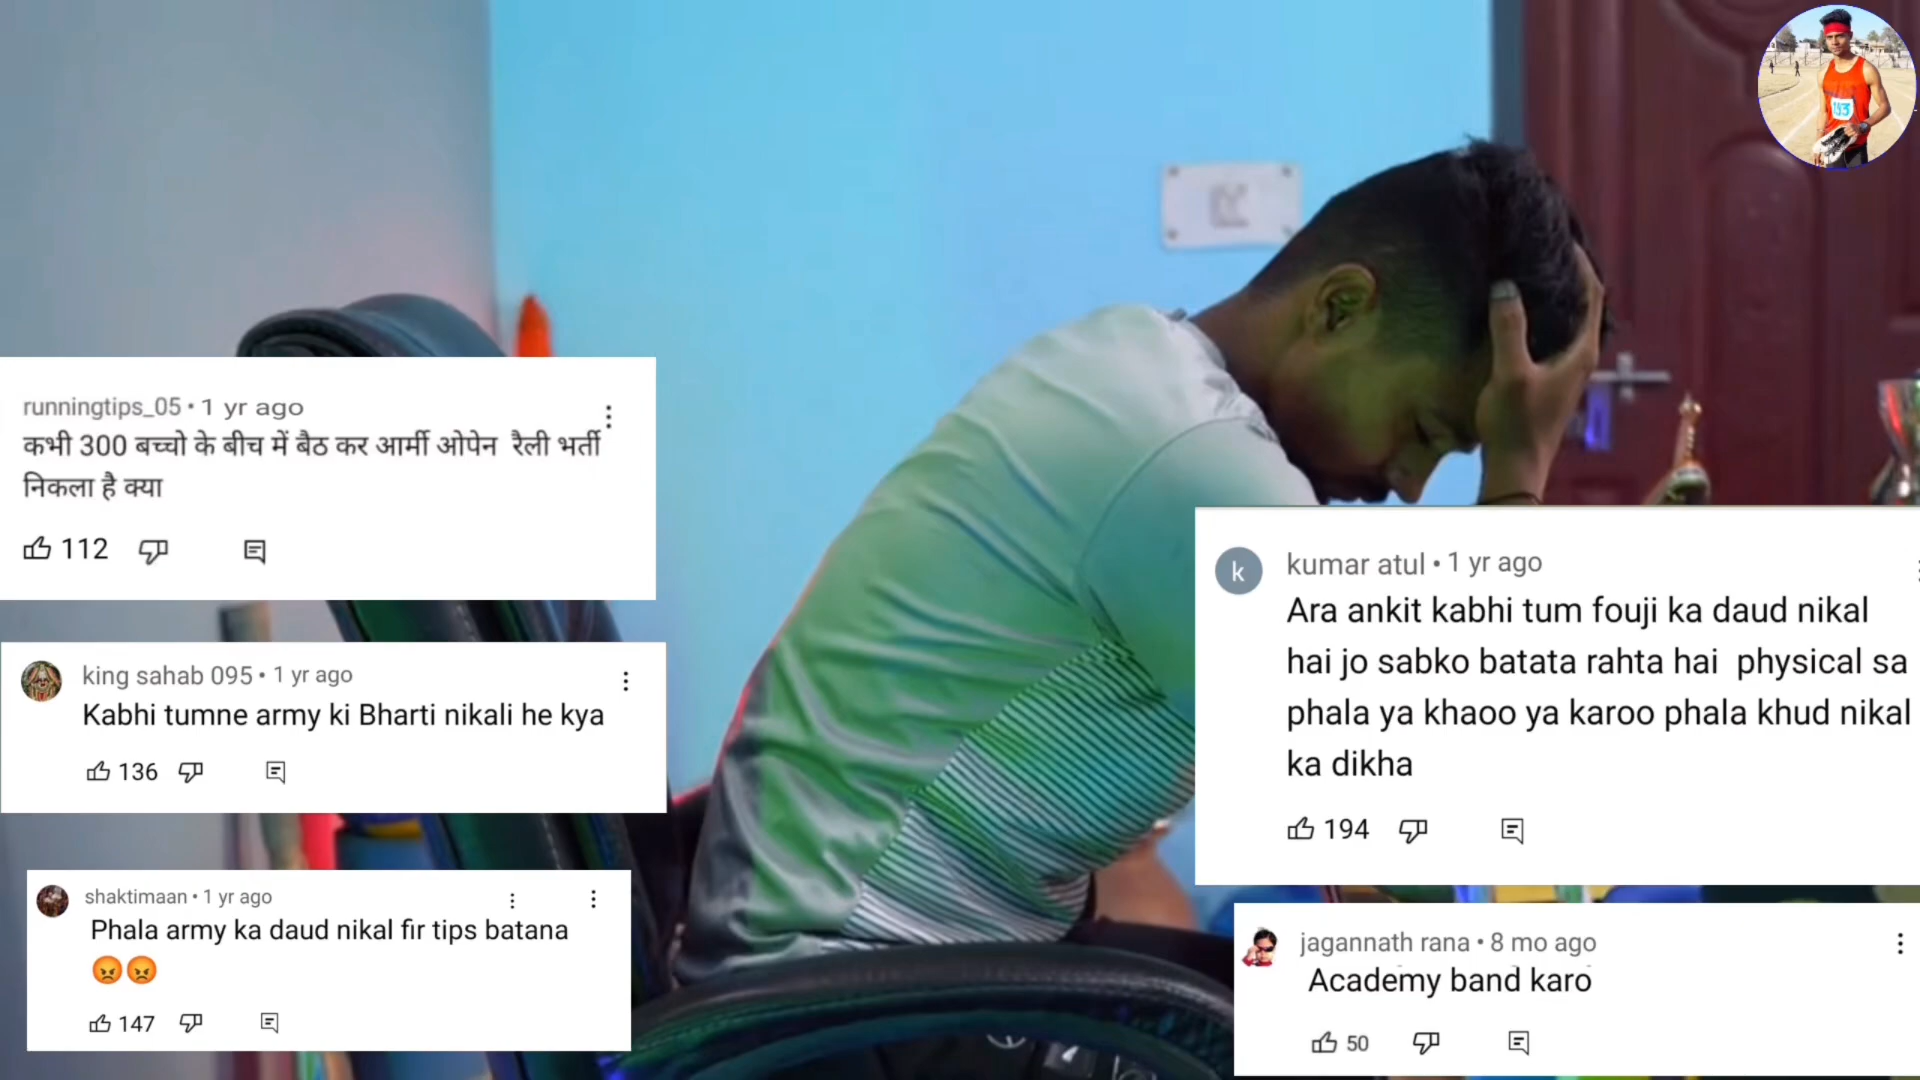 runningtips_05 • 1 yr ago
कभी 300 बच्चो के बीच में बैठ कर आर्मी ओपेन रैली भर्ती
निकला है क्या
112
king sahab 095 • 1 yr ago
Kabhi tumne army ki Bharti nikali he kya
136
shaktimaan • 1 yr ago
Phala army ka daud nikal fir tips batana
😡😡
147
k
kumar atul • 1 yr ago
Ara ankit kabhi tum fouji ka daud nikal
hai jo sabko batata rahta hai physical sa
phala ya khaoo ya karoo phala khud nikal
ka dikha
194
jagannath rana • 8 mo ago
Academy band karo
50